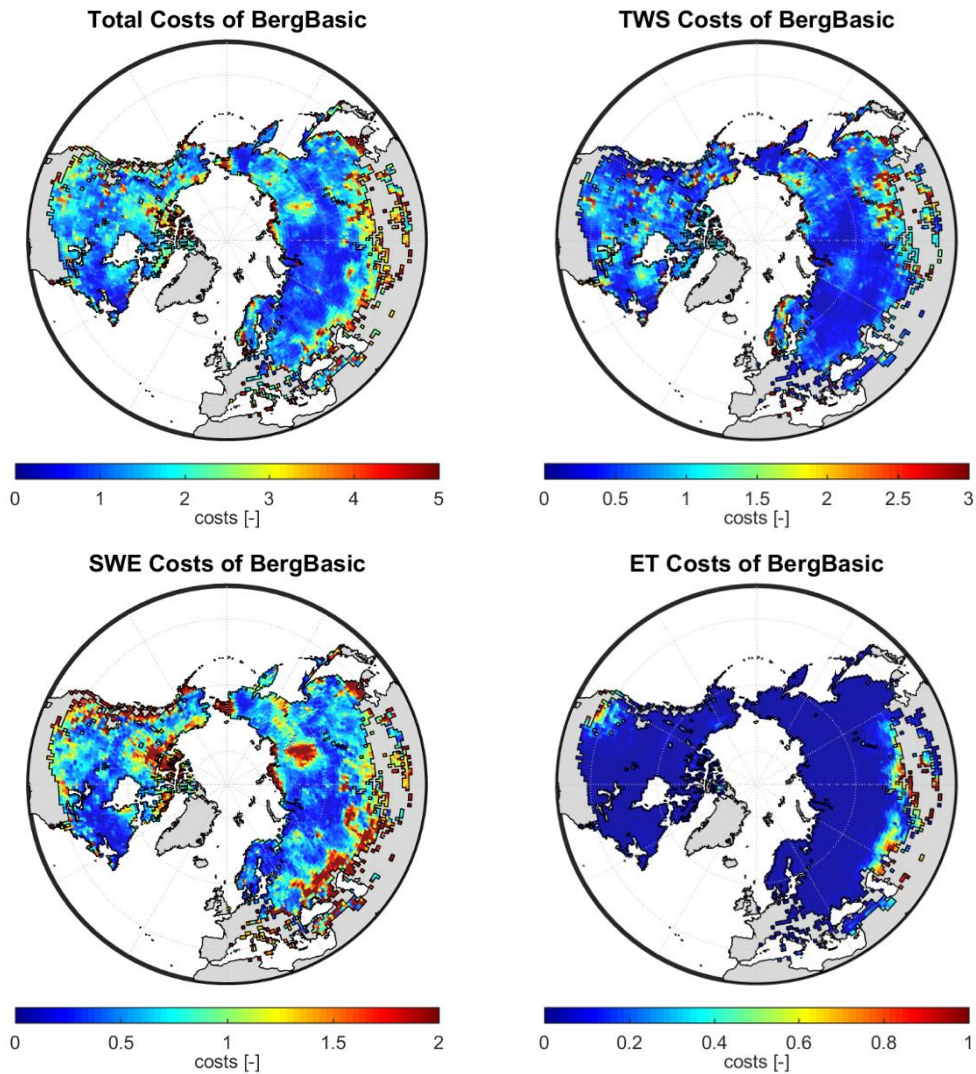 Total Costs of BergBasic
TWS Costs of BergBasic
0 1 2 3 4 5
costs [-]
0 0.5 1 1.5 2 2.5 3
costs [-]
SWE Costs of BergBasic
ET Costs of BergBasic
0 0.5 1 1.5 2
costs [-]
0 0.2 0.4 0.6 0.8 1
costs [-]